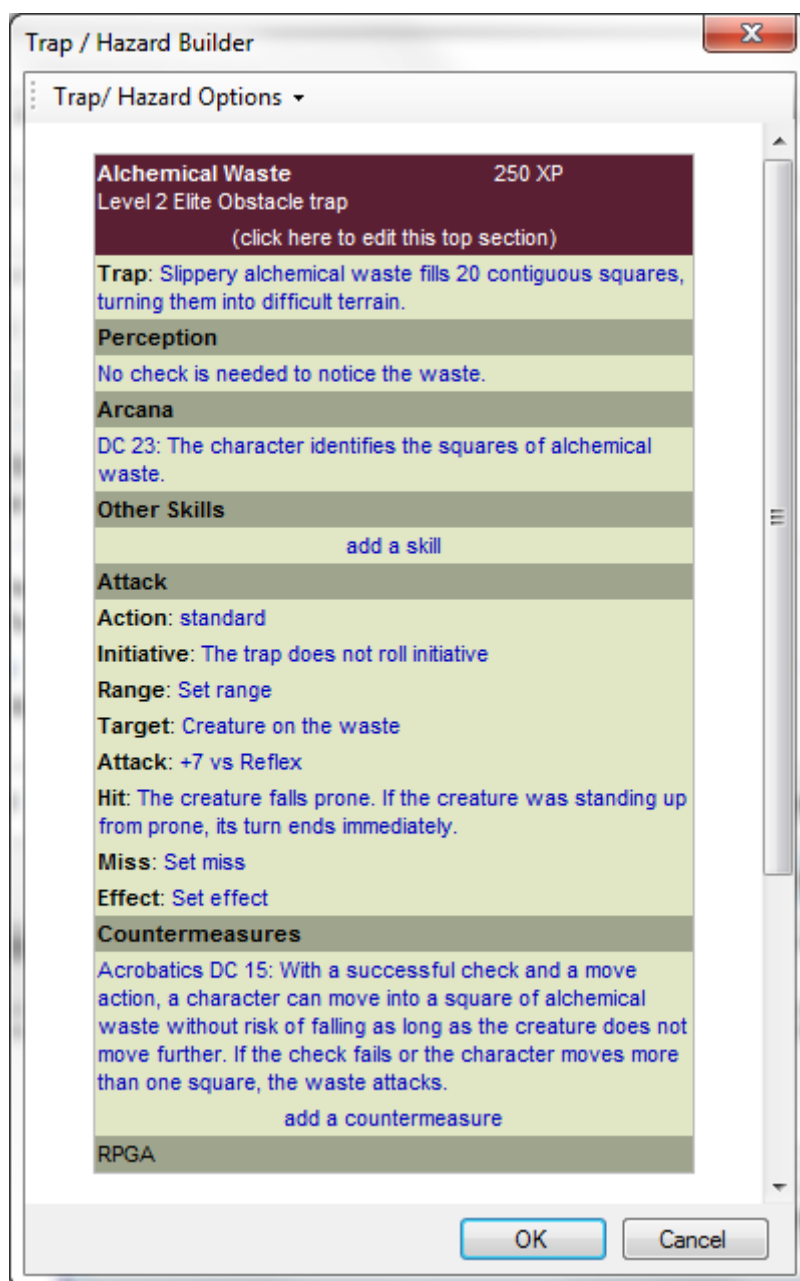 Trap / Hazard Builder
Trap/ Hazard Options
Alchemical Waste 250 XP
Level 2 Elite Obstacle trap
(click here to edit this top section)
Trap: Slippery alchemical waste fills 20 contiguous squares,
turning them into difficult terrain.
Perception
No check is needed to notice the waste.
Arcana
DC 23: The character identifies the squares of alchemical
waste.
Other Skills
add a skill
Attack
Action: standard
Initiative: The trap does not roll initiative
Range: Set range
Target: Creature on the waste
Attack: +7 vs Reflex
Hit: The creature falls prone. If the creature was standing up
from prone, its turn ends immediately.
Miss: Set miss
Effect: Set effect
Countermeasures
Acrobatics DC 15: With a successful check and a move
action, a character can move into a square of alchemical
waste without risk of falling as long as the creature does not
move further. If the check fails or the character moves more
than one square, the waste attacks.
add a countermeasure
RPGA
OK Cancel